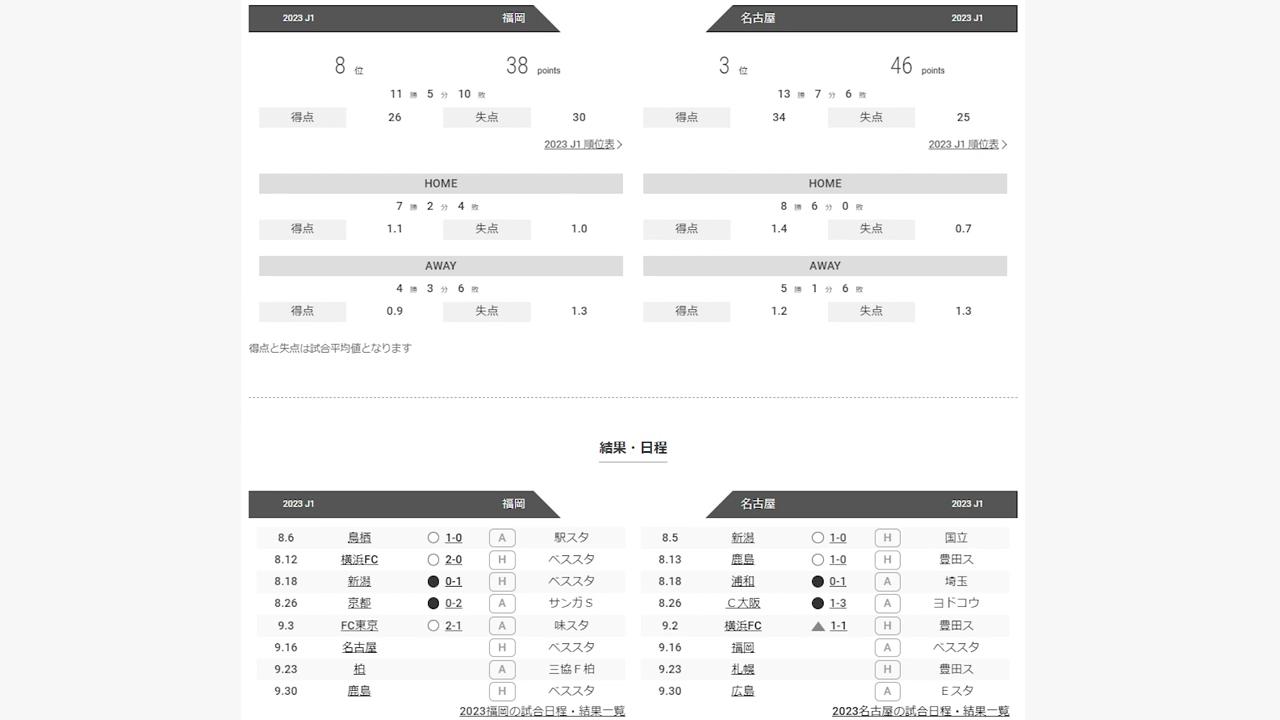 2023 J1 福岡 名古屋 2023 J1
8 位 38 points 3 位 46 points
11 勝 5 分 10 敗 13 勝 7 分 6 敗
得点 26 失点 30 得点 34 失点 25
2023 J1 順位表 2023 J1 順位表
HOME HOME
7 勝 2 分 4 敗 8 勝 6 分 0 敗
得点 1.1 失点 1.0 得点 1.4 失点 0.7
AWAY AWAY
4 勝 3 分 6 敗 5 勝 1 分 6 敗
得点 0.9 失点 1.3 得点 1.2 失点 1.3
得点と失点は試合平均値となります
結果・日程
2023 J1 福岡 名古屋 2023 J1
8.6 鳥栖 ○ 1-0 A 駅スタ 8.5 新潟 ○ 1-0 H 国立
8.12 横浜FC ○ 2-0 H ベススタ 8.13 鹿島 ○ 1-0 H 豊田ス
8.18 新潟 ● 0-1 H ベススタ 8.18 浦和 ● 0-1 A 埼玉
8.26 京都 ● 0-2 A サンガS 8.26 C大阪 ● 1-3 A ヨドコウ
9.3 FC東京 ○ 2-1 A 味スタ 9.2 横浜FC ▲ 1-1 H 豊田ス
9.16 名古屋 H ベススタ 9.16 福岡 A ベススタ
9.23 柏 A 三協F柏 9.23 札幌 H 豊田ス
9.30 鹿島 H ベススタ 9.30 広島 A Eスタ
2023福岡の試合日程・結果一覧 2023名古屋の試合日程・結果一覧